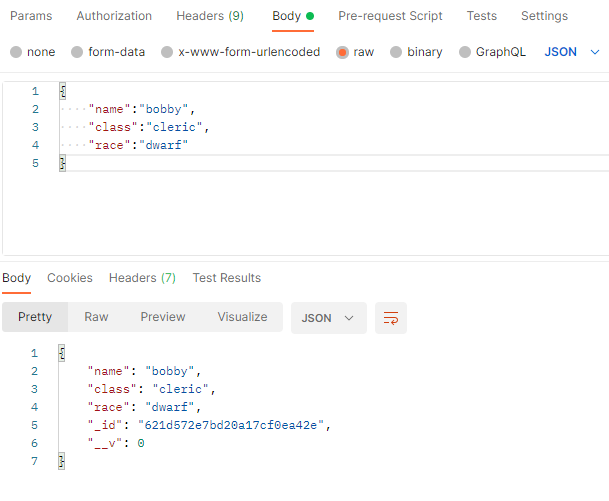 Params Authorization Headers (9) Body Pre-request Script Tests Settings
none form-data x-www-form-urlencoded raw binary GraphQL JSON
1 {
2 "name":"bobby",
3 "class":"cleric",
4 "race":"dwarf"
5 }
Body Cookies Headers (7) Test Results
Pretty Raw Preview Visualize JSON
1 {
2 "name": "bobby",
3 "class": "cleric",
4 "race": "dwarf",
5 "_id": "621d572e7bd20a17cf0ea42e",
6 "__v": 0
7 }